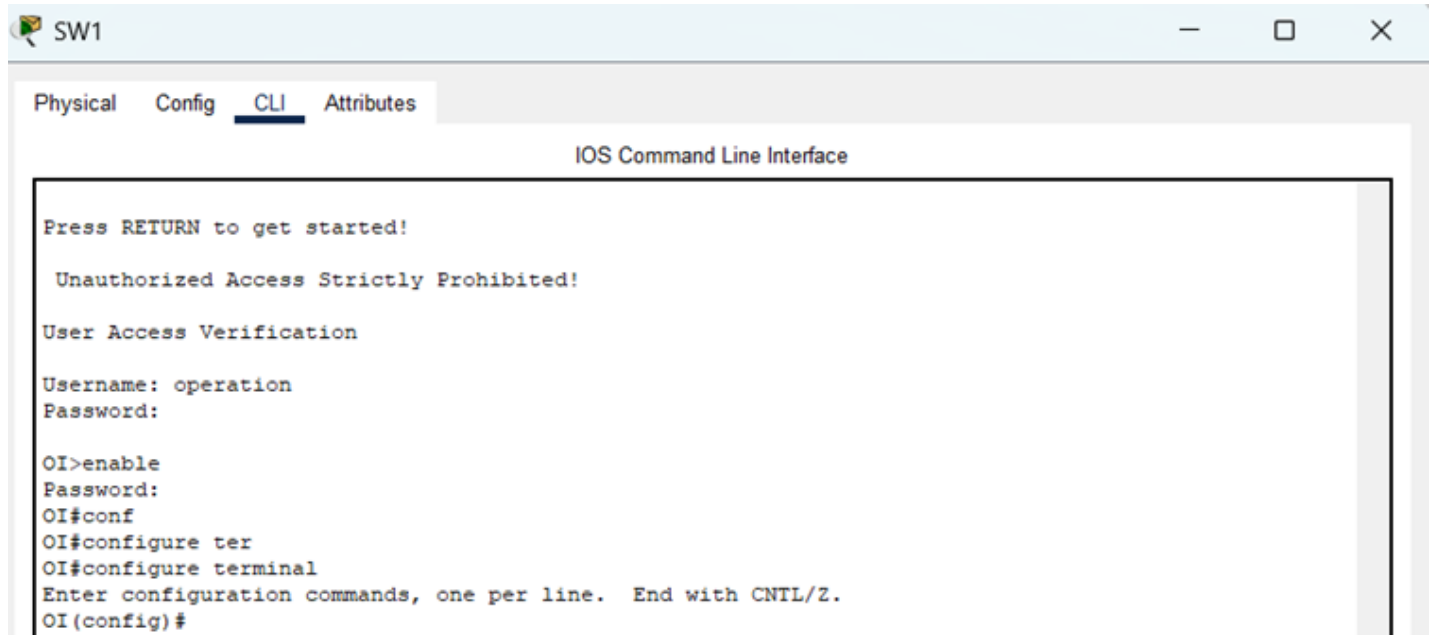 SW1
Physical Config CLI Attributes
IOS Command Line Interface
Press RETURN to get started!
Unauthorized Access Strictly Prohibited!
User Access Verification
Username: operation
Password:
OI>enable
Password:
OI#conf
OI#configure ter
OI#configure terminal
Enter configuration commands, one per line.  End with CNTL/Z.
OI(config)#